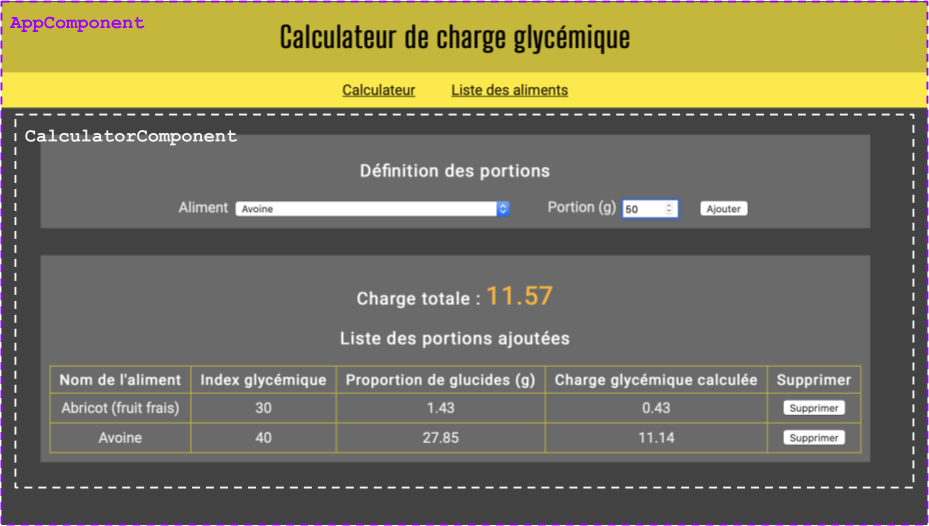 AppComponent
Calculateur de charge glycémique
Calculateur Liste des aliments
CalculatorComponent
Définition des portions
Aliment Avoine Portion (g) 50 Ajouter
Charge totale : 11.57
Liste des portions ajoutées
Nom de l'aliment Index glycémique Proportion de glucides (g) Charge glycémique calculée Supprimer
Abricot (fruit frais) 30 1.43 0.43 Supprimer
Avoine 40 27.85 11.14 Supprimer